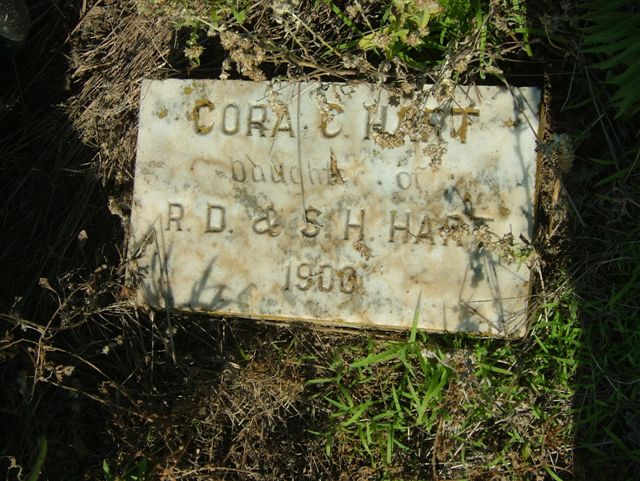 CORA C. HART
Daughter of
R. D. & S. H. HART
1900